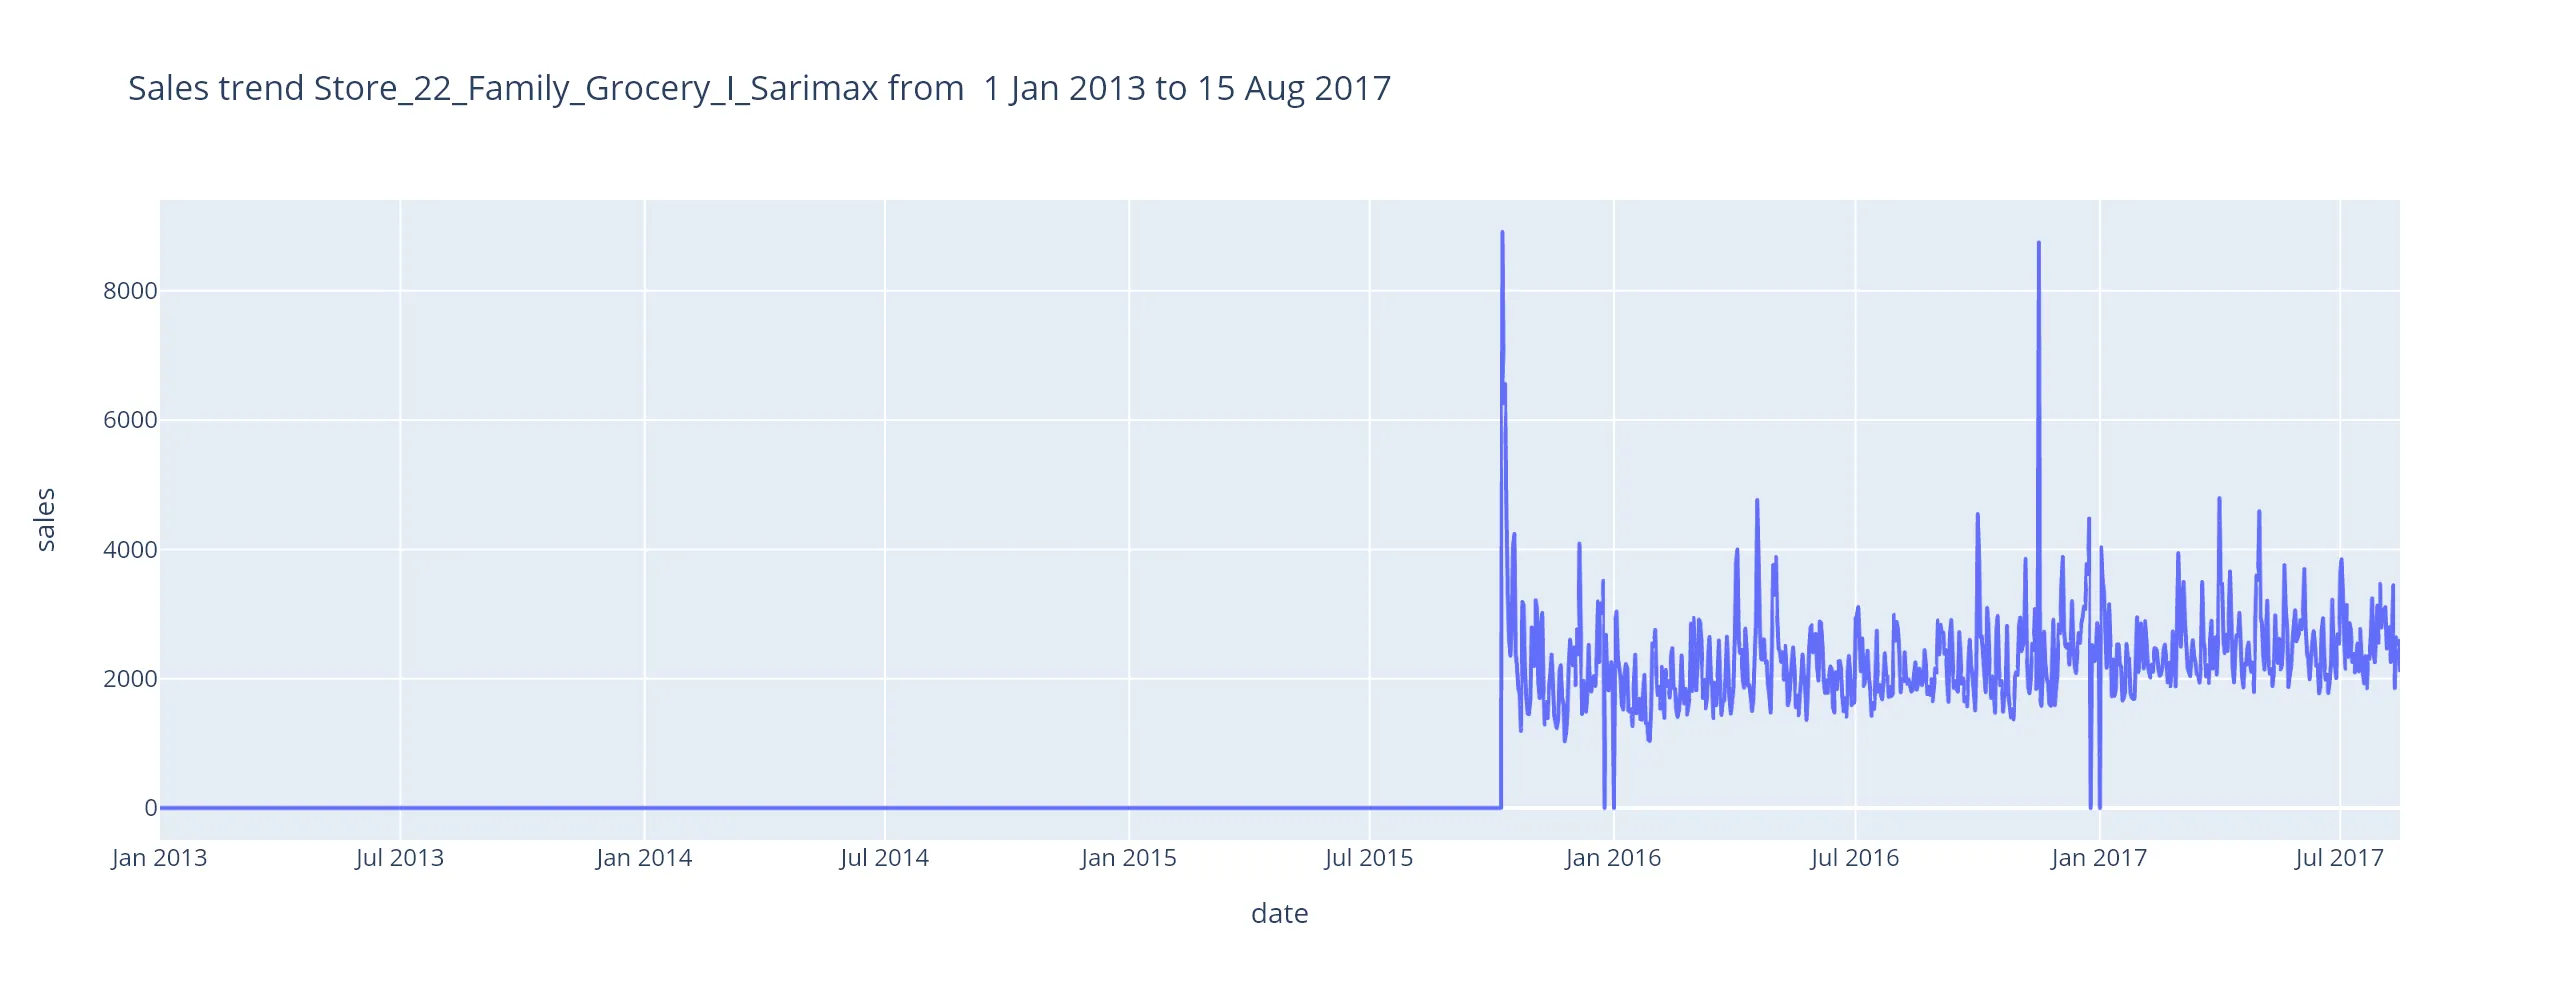 Sales trend Store_22_Family_Grocery_I_Sarimax from  1 Jan 2013 to 15 Aug 2017
8000
6000
4000
2000
0
sales
Jan 2013 Jul 2013 Jan 2014 Jul 2014 Jan 2015 Jul 2015 Jan 2016 Jul 2016 Jan 2017 Jul 2017
date